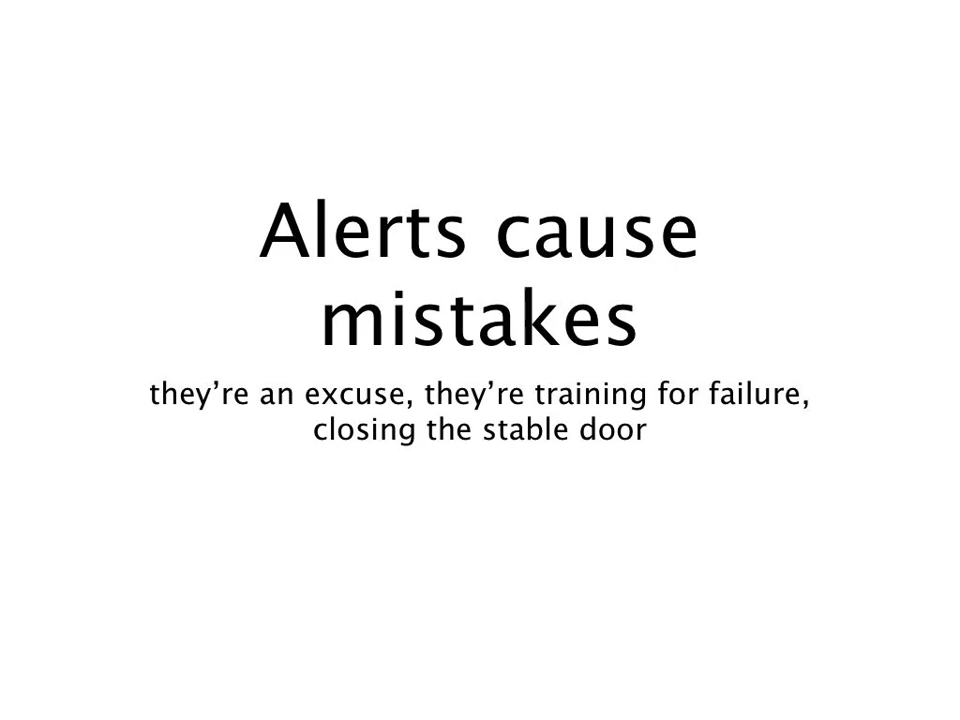 Alerts cause
mistakes
they’re an excuse, they’re training for failure,
closing the stable door